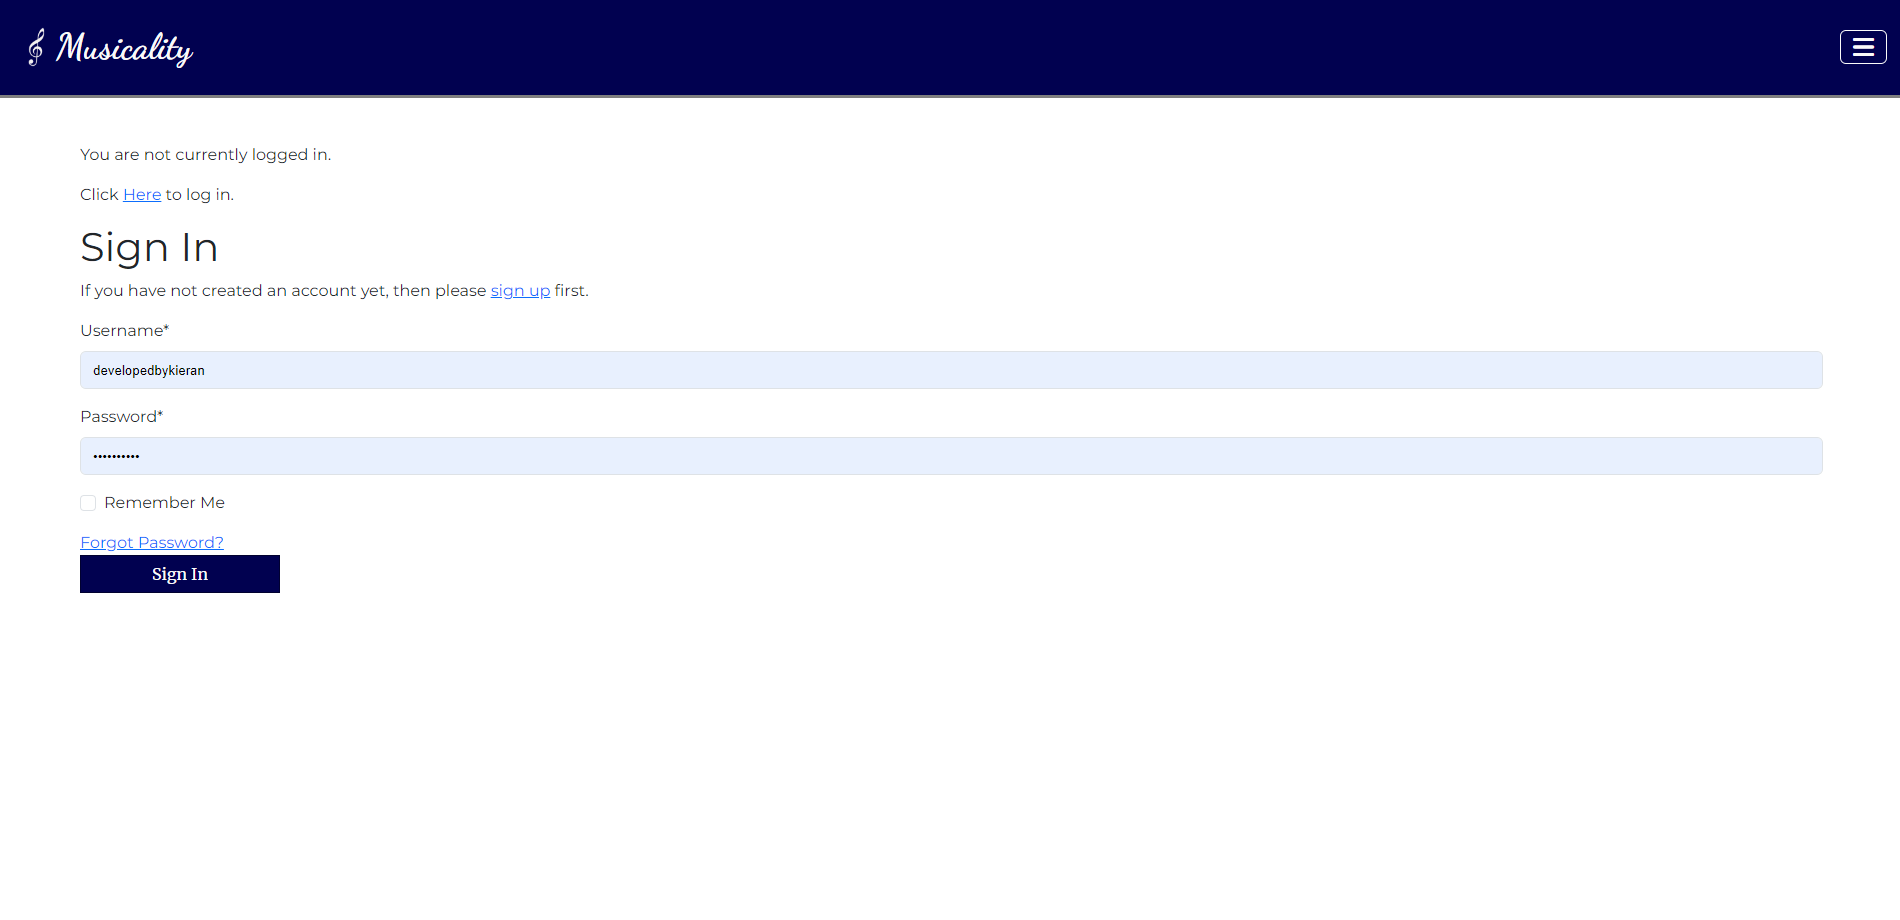 Musicality
You are not currently logged in.
Click Here to log in.
Sign In
If you have not created an account yet, then please sign up first.
Username*
developedbykieran
Password*
••••••••••
Remember Me
Forgot Password?
Sign In